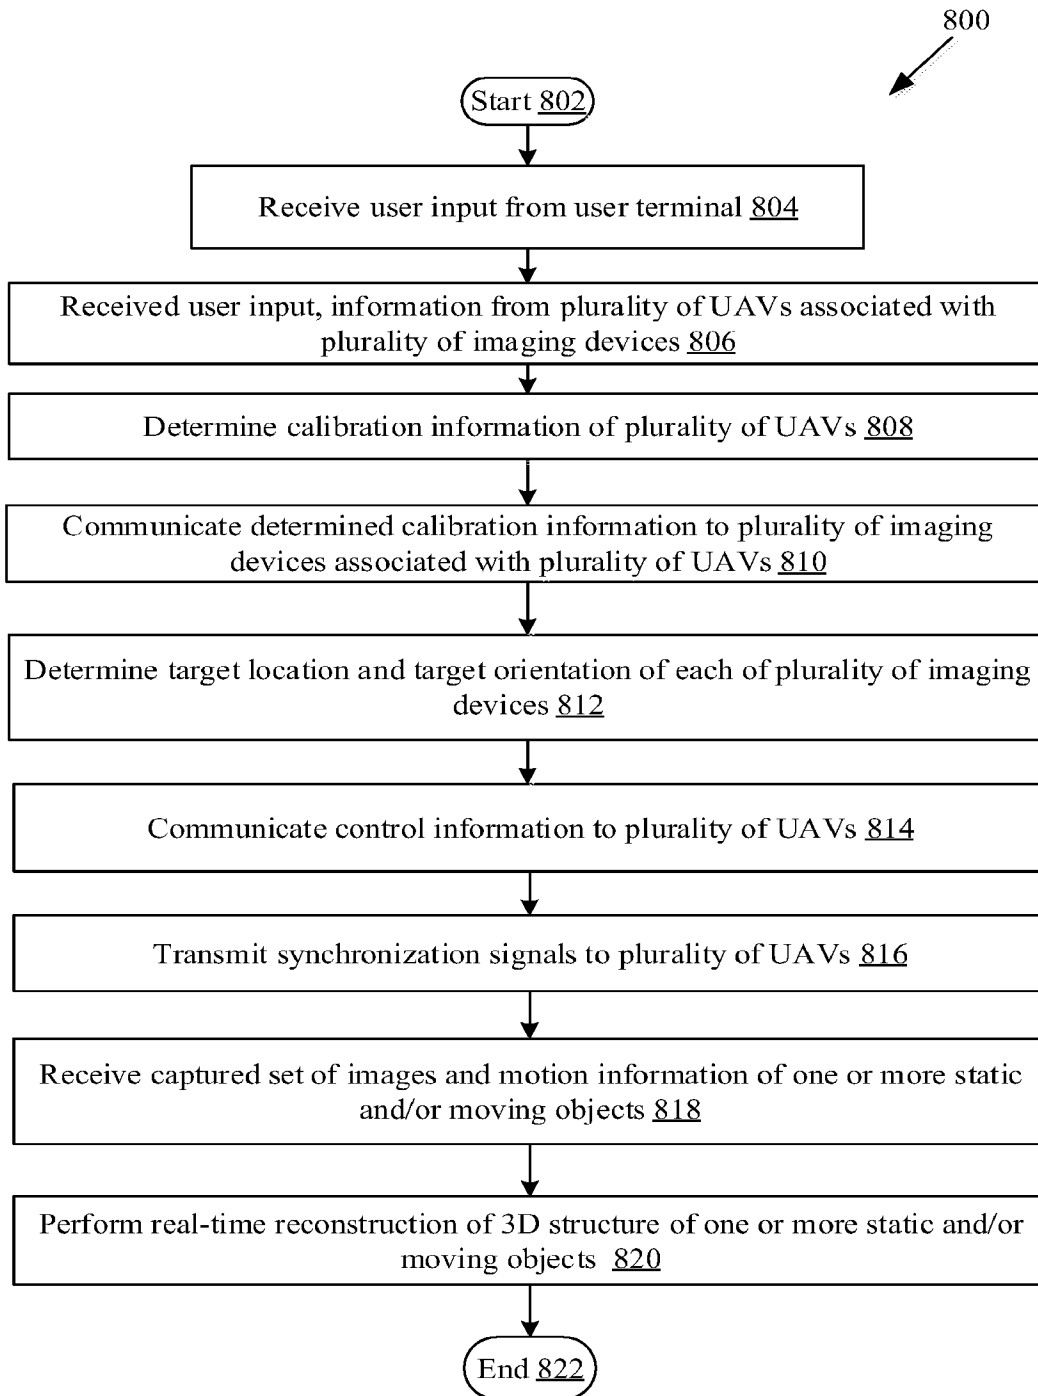 800
Start 802
Receive user input from user terminal 804
Received user input, information from plurality of UAVs associated with
plurality of imaging devices 806
Determine calibration information of plurality of UAVs 808
Communicate determined calibration information to plurality of imaging
devices associated with plurality of UAVs 810
Determine target location and target orientation of each of plurality of imaging
devices 812
Communicate control information to plurality of UAVs 814
Transmit synchronization signals to plurality of UAVs 816
Receive captured set of images and motion information of one or more static
and/or moving objects 818
Perform real-time reconstruction of 3D structure of one or more static and/or
moving objects 820
End 822